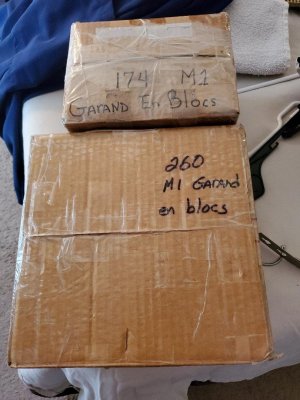 174 M1
GARAND EN BLOCS
260
M1 GARAND
en blocs